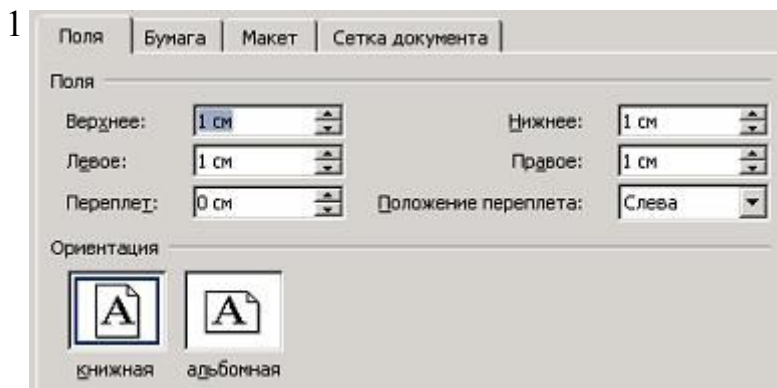 1
Поля Бумага Макет Сетка документа
Поля
Верхнее: 1 см Нижнее: 1 см
Левое: 1 см Правое: 1 см
Переплет: 0 см Положение переплета: Слева
Ориентация
A A
книжная альбомная